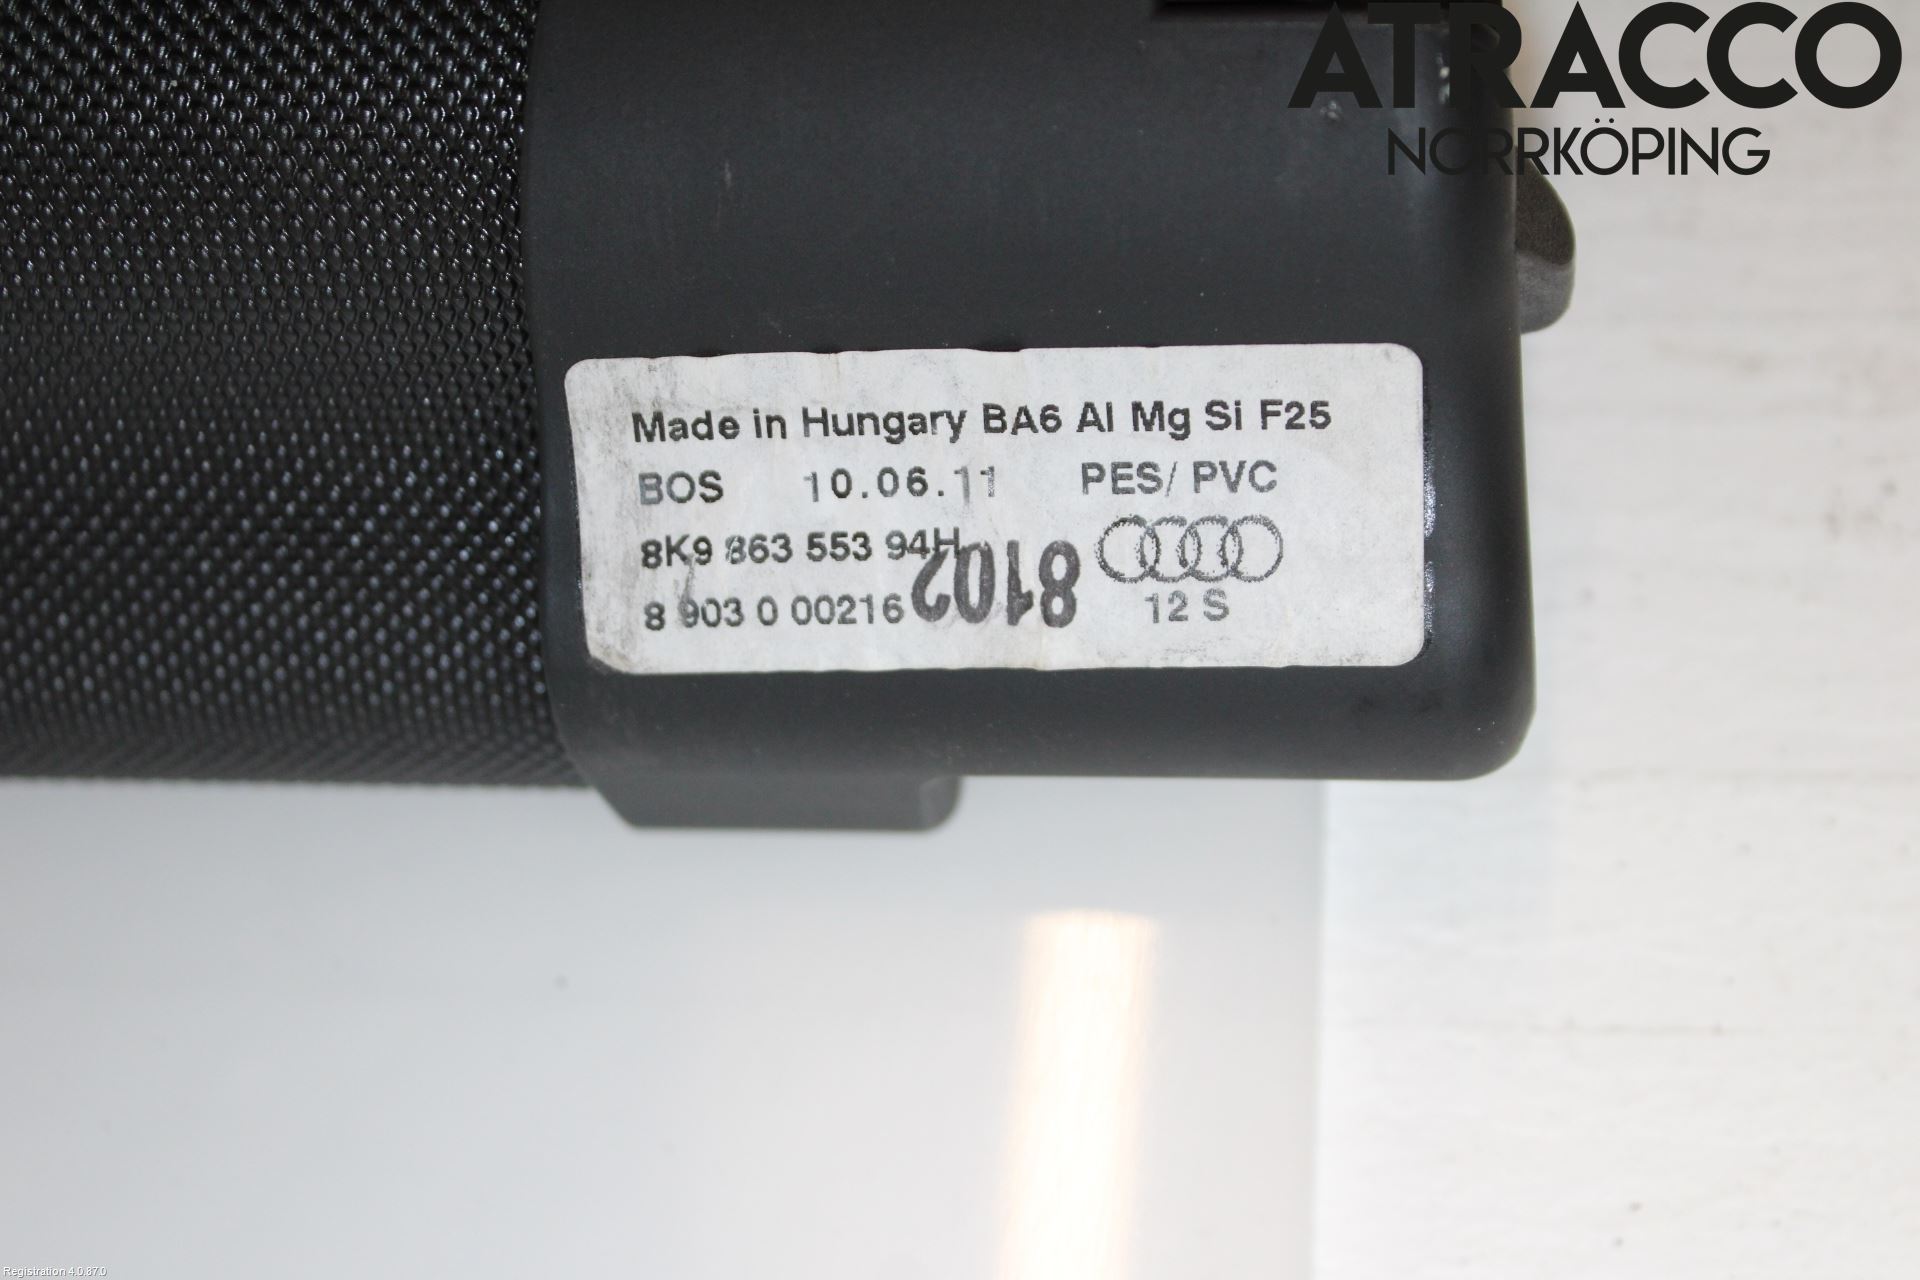 ATRACCO
NORRKÖPING
Made in Hungary BA6 Al Mg Si F25
BOS 10.06.11 PES/ PVC
8K9 863 553 94H
8102
8 903 0 00216
12 S
Registration 4.0.87.0